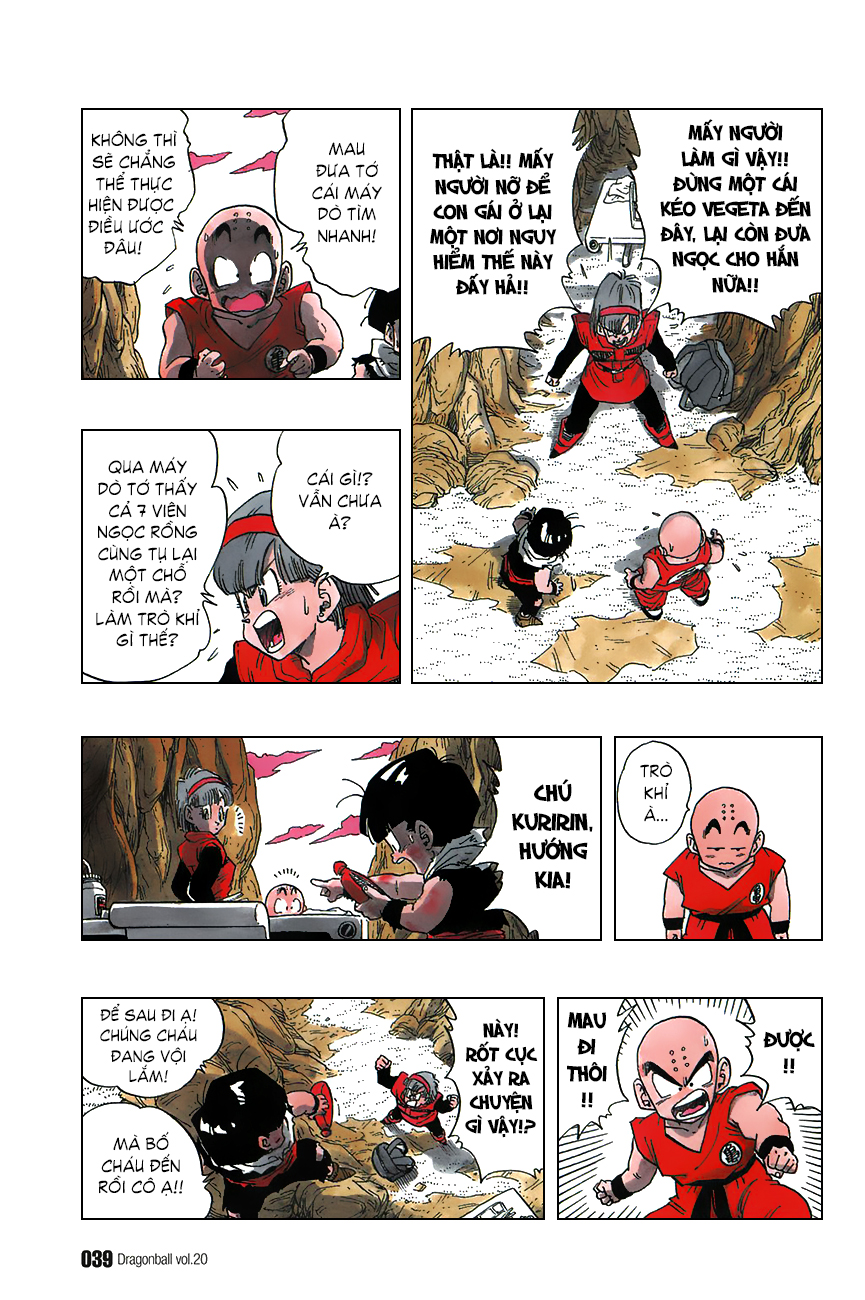 MẤY NGƯỜI
LÀM GÌ VẬY!!
ĐÙNG MỘT CÁI
KÉO VEGETA ĐẾN
ĐÂY, LẠI CÒN ĐƯA
NGỌC CHO HẮN
NỮA!!
THẬT LÀ!! MẤY
NGƯỜI NỠ ĐỂ
CON GÁI Ở LẠI
MỘT NƠI NGUY
HIỂM THẾ NÀY
ĐẤY HẢ!!
MAU
ĐƯA TỚ
CÁI MÁY
DÒ TÌM
NHANH!
KHÔNG THÌ
SẼ CHẲNG
THỂ THỰC
HIỆN ĐƯỢC
ĐIỀU ƯỚC
ĐÂU!
CÁI GÌ!?
VẪN CHƯA
À?
QUA MÁY
DÒ TỚ THẤY
CẢ 7 VIÊN
NGỌC RỒNG
CÙNG TỤ LẠI
MỘT CHỖ
RỒI MÀ?
LÀM TRÒ KHỈ
GÌ THẾ?
TRÒ
KHỈ
À...
CHÚ
KURIRIN,
HƯỚNG
KIA!
ĐƯỢC
!!
MAU
ĐI
THÔI
!!
NÀY!
RỐT CỤC
XẢY RA
CHUYỆN
GÌ VẬY!?
ĐỂ SAU ĐI Ạ!
CHÚNG CHÁU
ĐANG VỘI
LẮM!
MÀ BỐ
CHÁU ĐẾN
RỒI CÔ Ạ!!
039 Dragonball vol.20